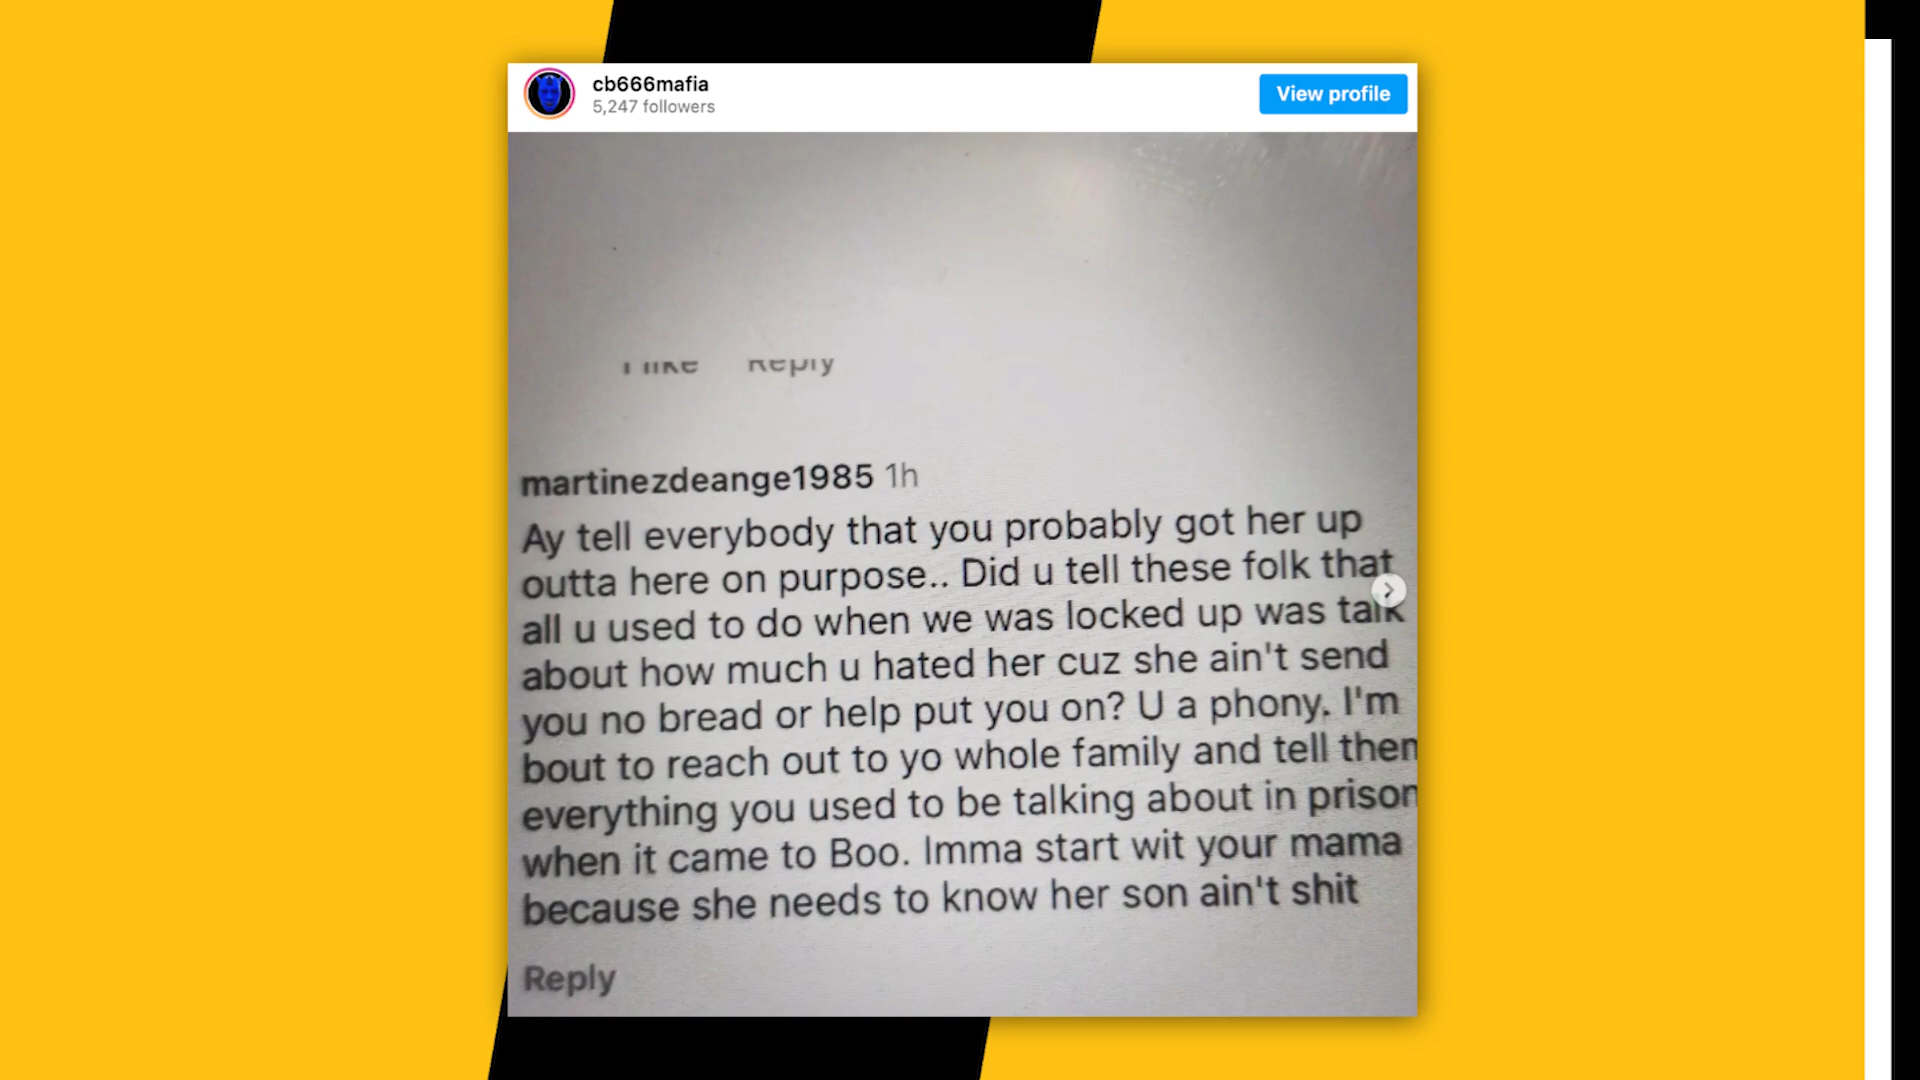 cb666mafia
5,247 followers
View profile
1 like Reply
martinezdeange1985 1h
Ay tell everybody that you probably got her up
outta here on purpose.. Did u tell these folk that
all u used to do when we was locked up was talk
about how much u hated her cuz she ain't send
you no bread or help put you on? U a phony. I'm
bout to reach out to yo whole family and tell them
everything you used to be talking about in prison
when it came to Boo. Imma start wit your mama
because she needs to know her son ain't shit
Reply